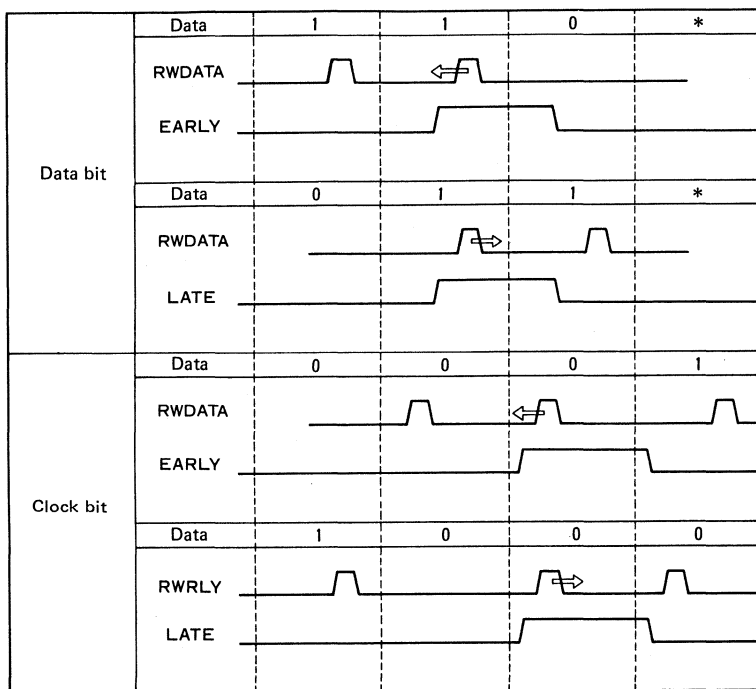 Data 1 1 0 *
RWDATA
EARLY
Data bit
Data 0 1 1 *
RWDATA
LATE
Data 0 0 0 1
RWDATA
EARLY
Clock bit
Data 1 0 0 0
RWRLY
LATE